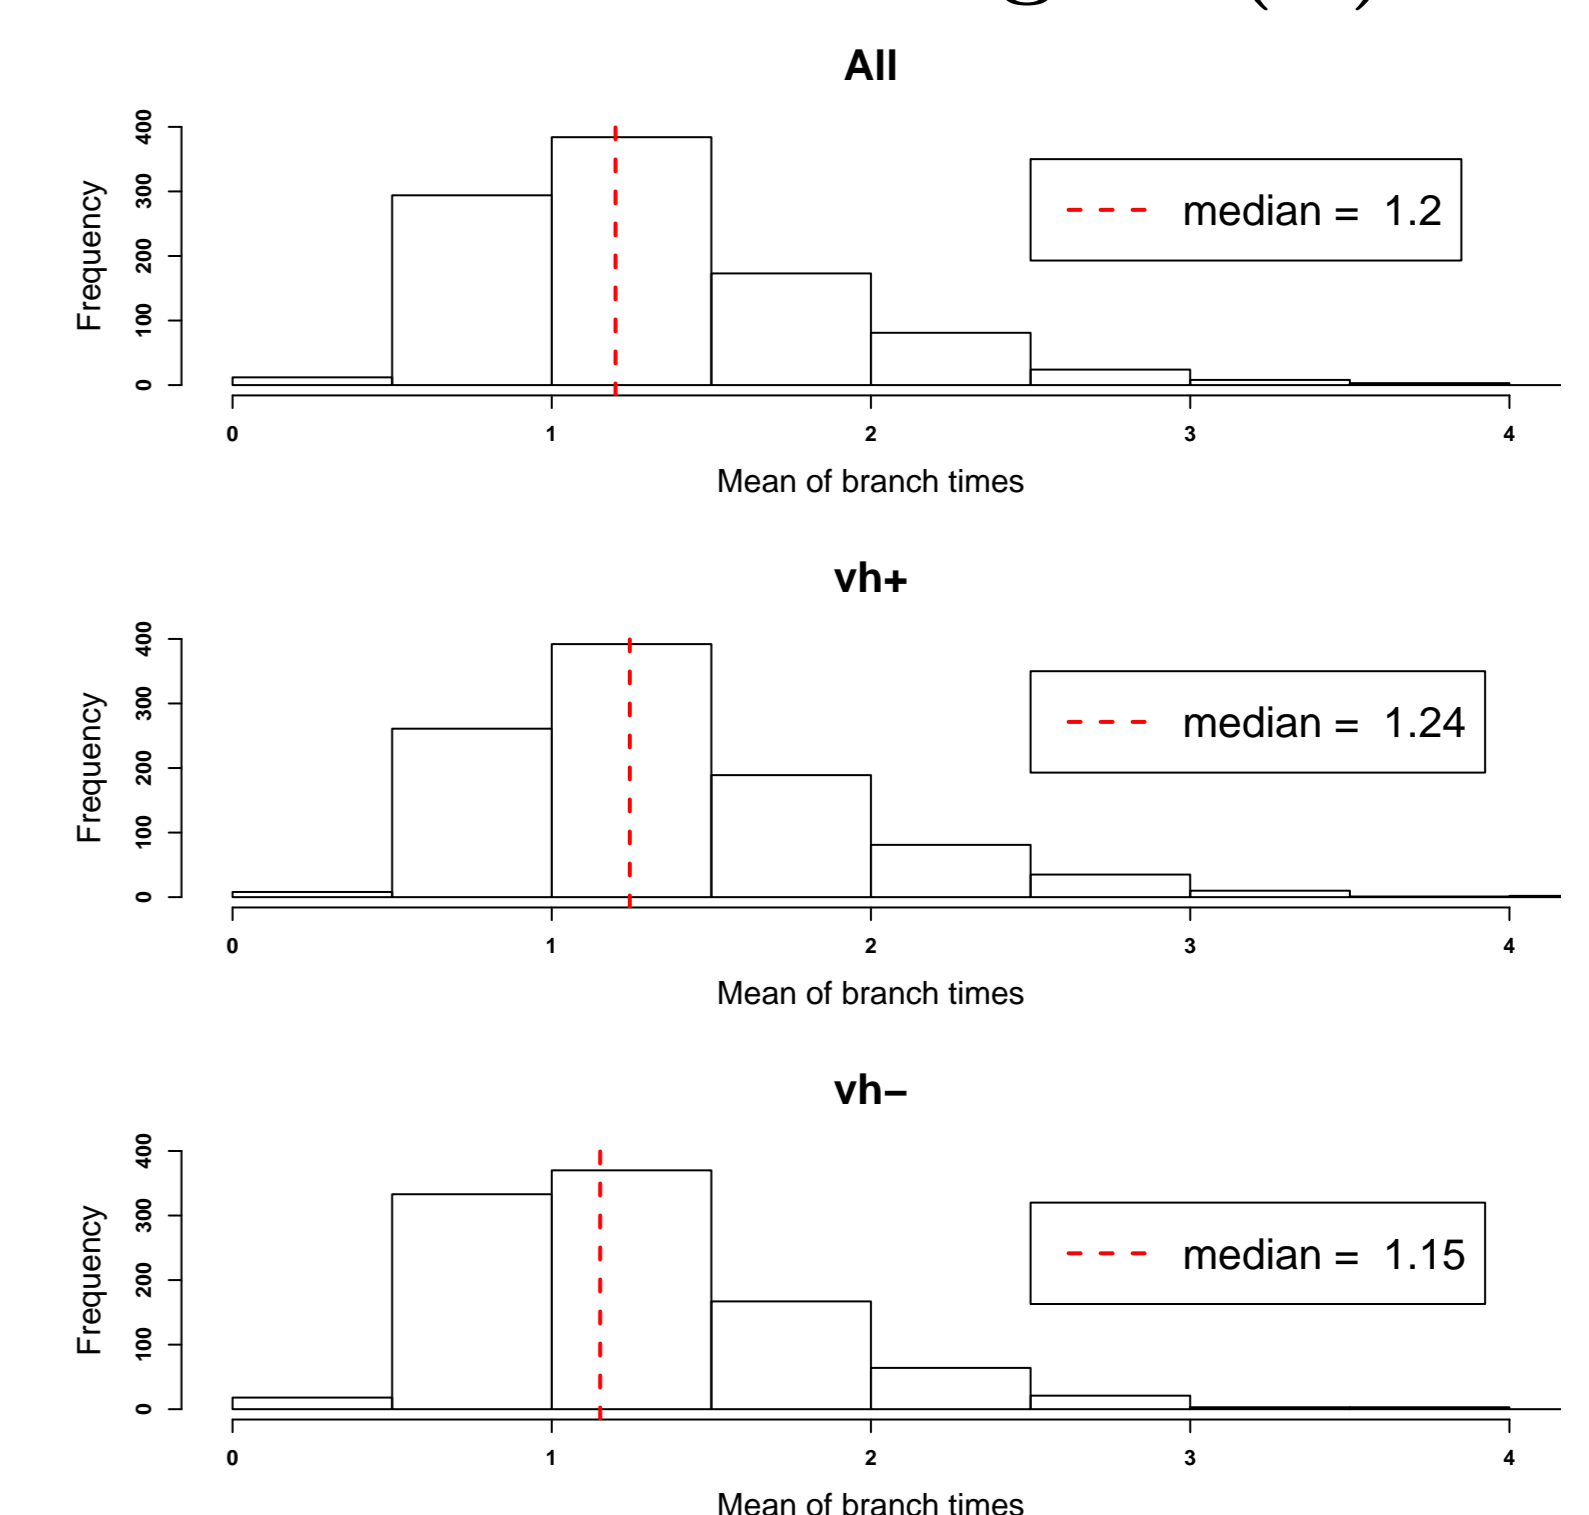 All
Frequency
400
300
200
100
0
median = 1.2
0 1 2 3 4
Mean of branch times
vh+
Frequency
400
300
200
100
0
median = 1.24
0 1 2 3 4
Mean of branch times
vh−
Frequency
400
300
200
100
0
median = 1.15
0 1 2 3 4
Mean of branch times